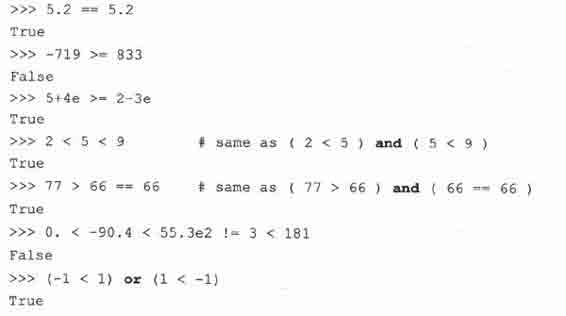 >>> 5.2 == 5.2
True
>>> -719 >= 833
False
>>> 5+4e >= 2-3e
True
>>> 2 < 5 < 9 # same as ( 2 < 5 ) and ( 5 < 9 )
True
>>> 77 > 66 == 66 # same as ( 77 > 66 ) and ( 66 == 66 )
True
>>> 0. < -90.4 < 55.3e2 != 3 < 181
False
>>> (-1 < 1) or (1 < -1)
True